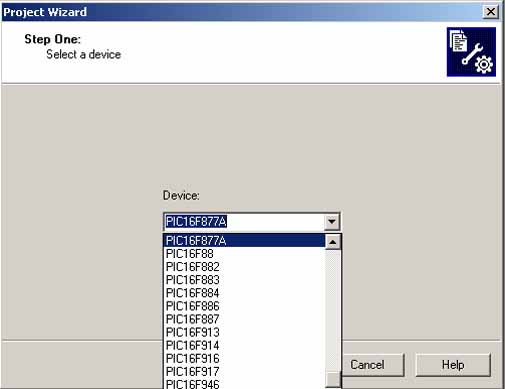 Project Wizard
Step One:
Select a device
Device:
PIC16F877A
PIC16F877A
PIC16F88
PIC16F882
PIC16F883
PIC16F884
PIC16F886
PIC16F887
PIC16F913
PIC16F914
PIC16F916
PIC16F917
PIC16F946
Cancel
Help